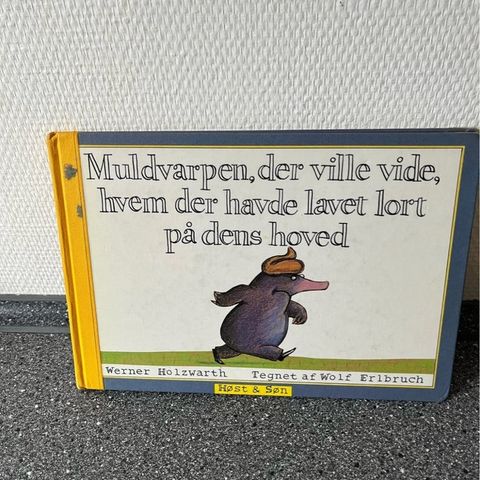 Muldvarpen, der ville vide,
hvem der havde lavet lort
på dens hoved
Werner Holzwarth Tegnet af Wolf Erlbruch
Høst & Søn